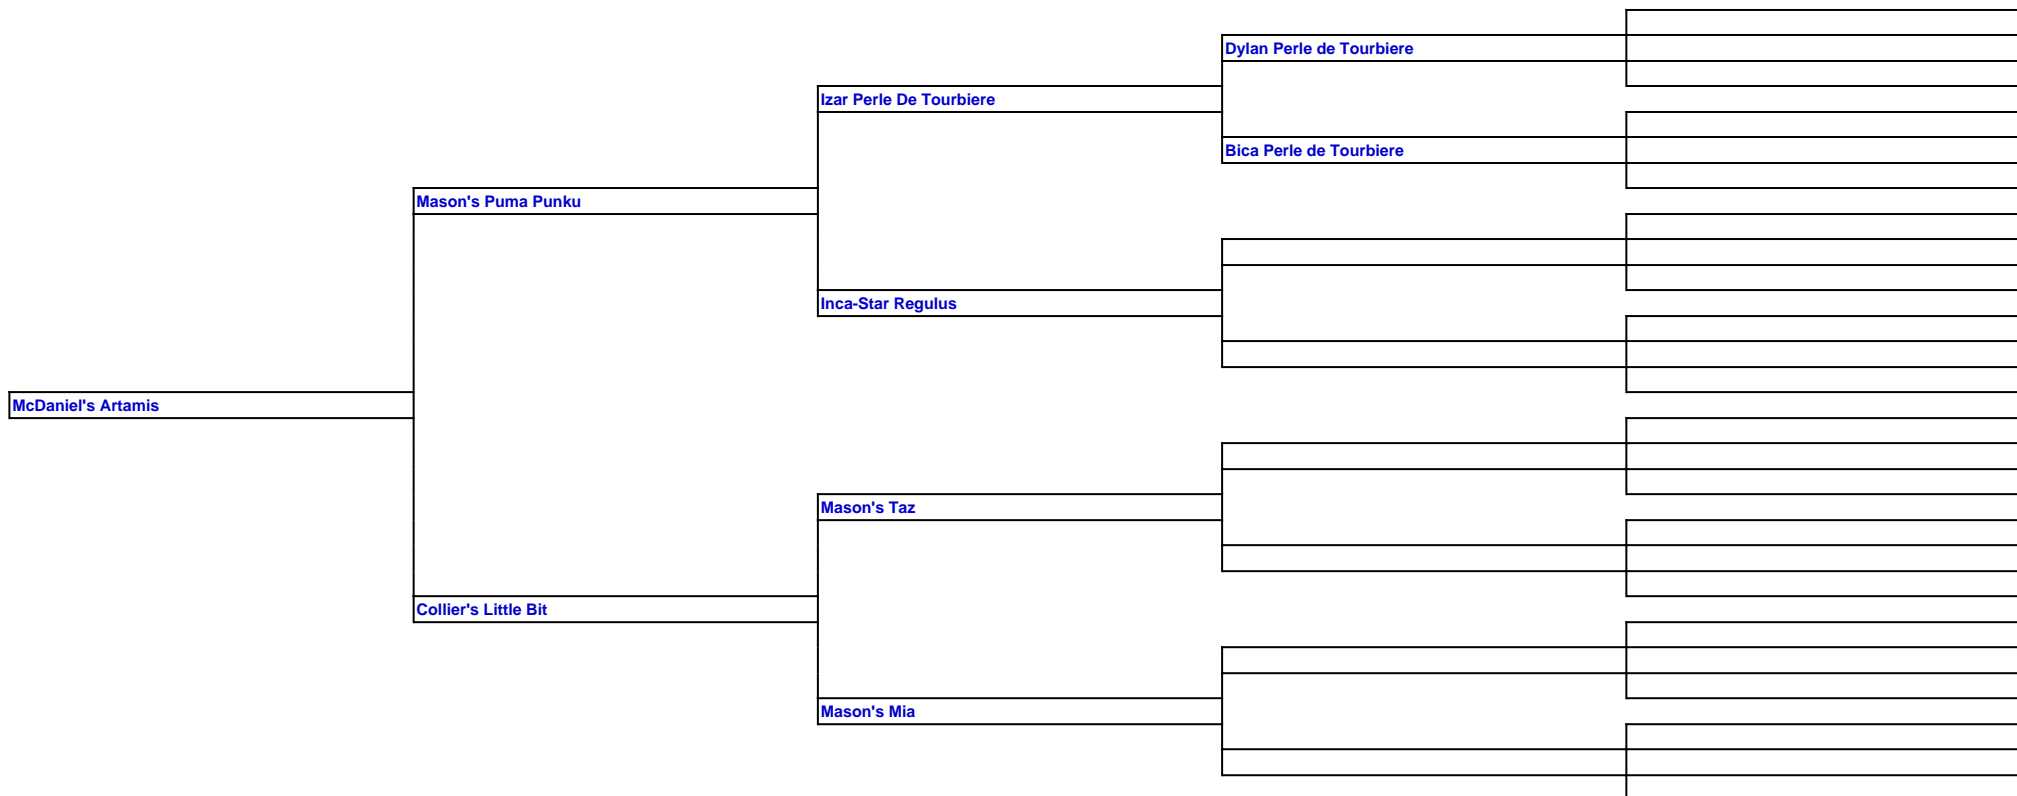 Dylan Perle de Tourbiere
Izar Perle De Tourbiere
Bica Perle de Tourbiere
Mason's Puma Punku
Inca-Star Regulus
McDaniel's Artamis
Mason's Taz
Collier's Little Bit
Mason's Mia